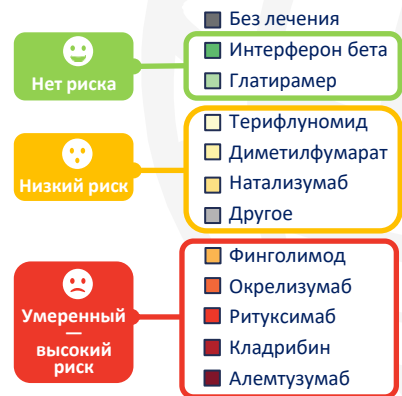 Без лечения
Нет риска
Интерферон бета
Глатирамер
Низкий риск
Терифлуномид
Диметилфумарат
Натализумаб
Другое
Умеренный
—
высокий
риск
Финголимод
Окрелизумаб
Ритуксимаб
Кладрибин
Алемтузумаб